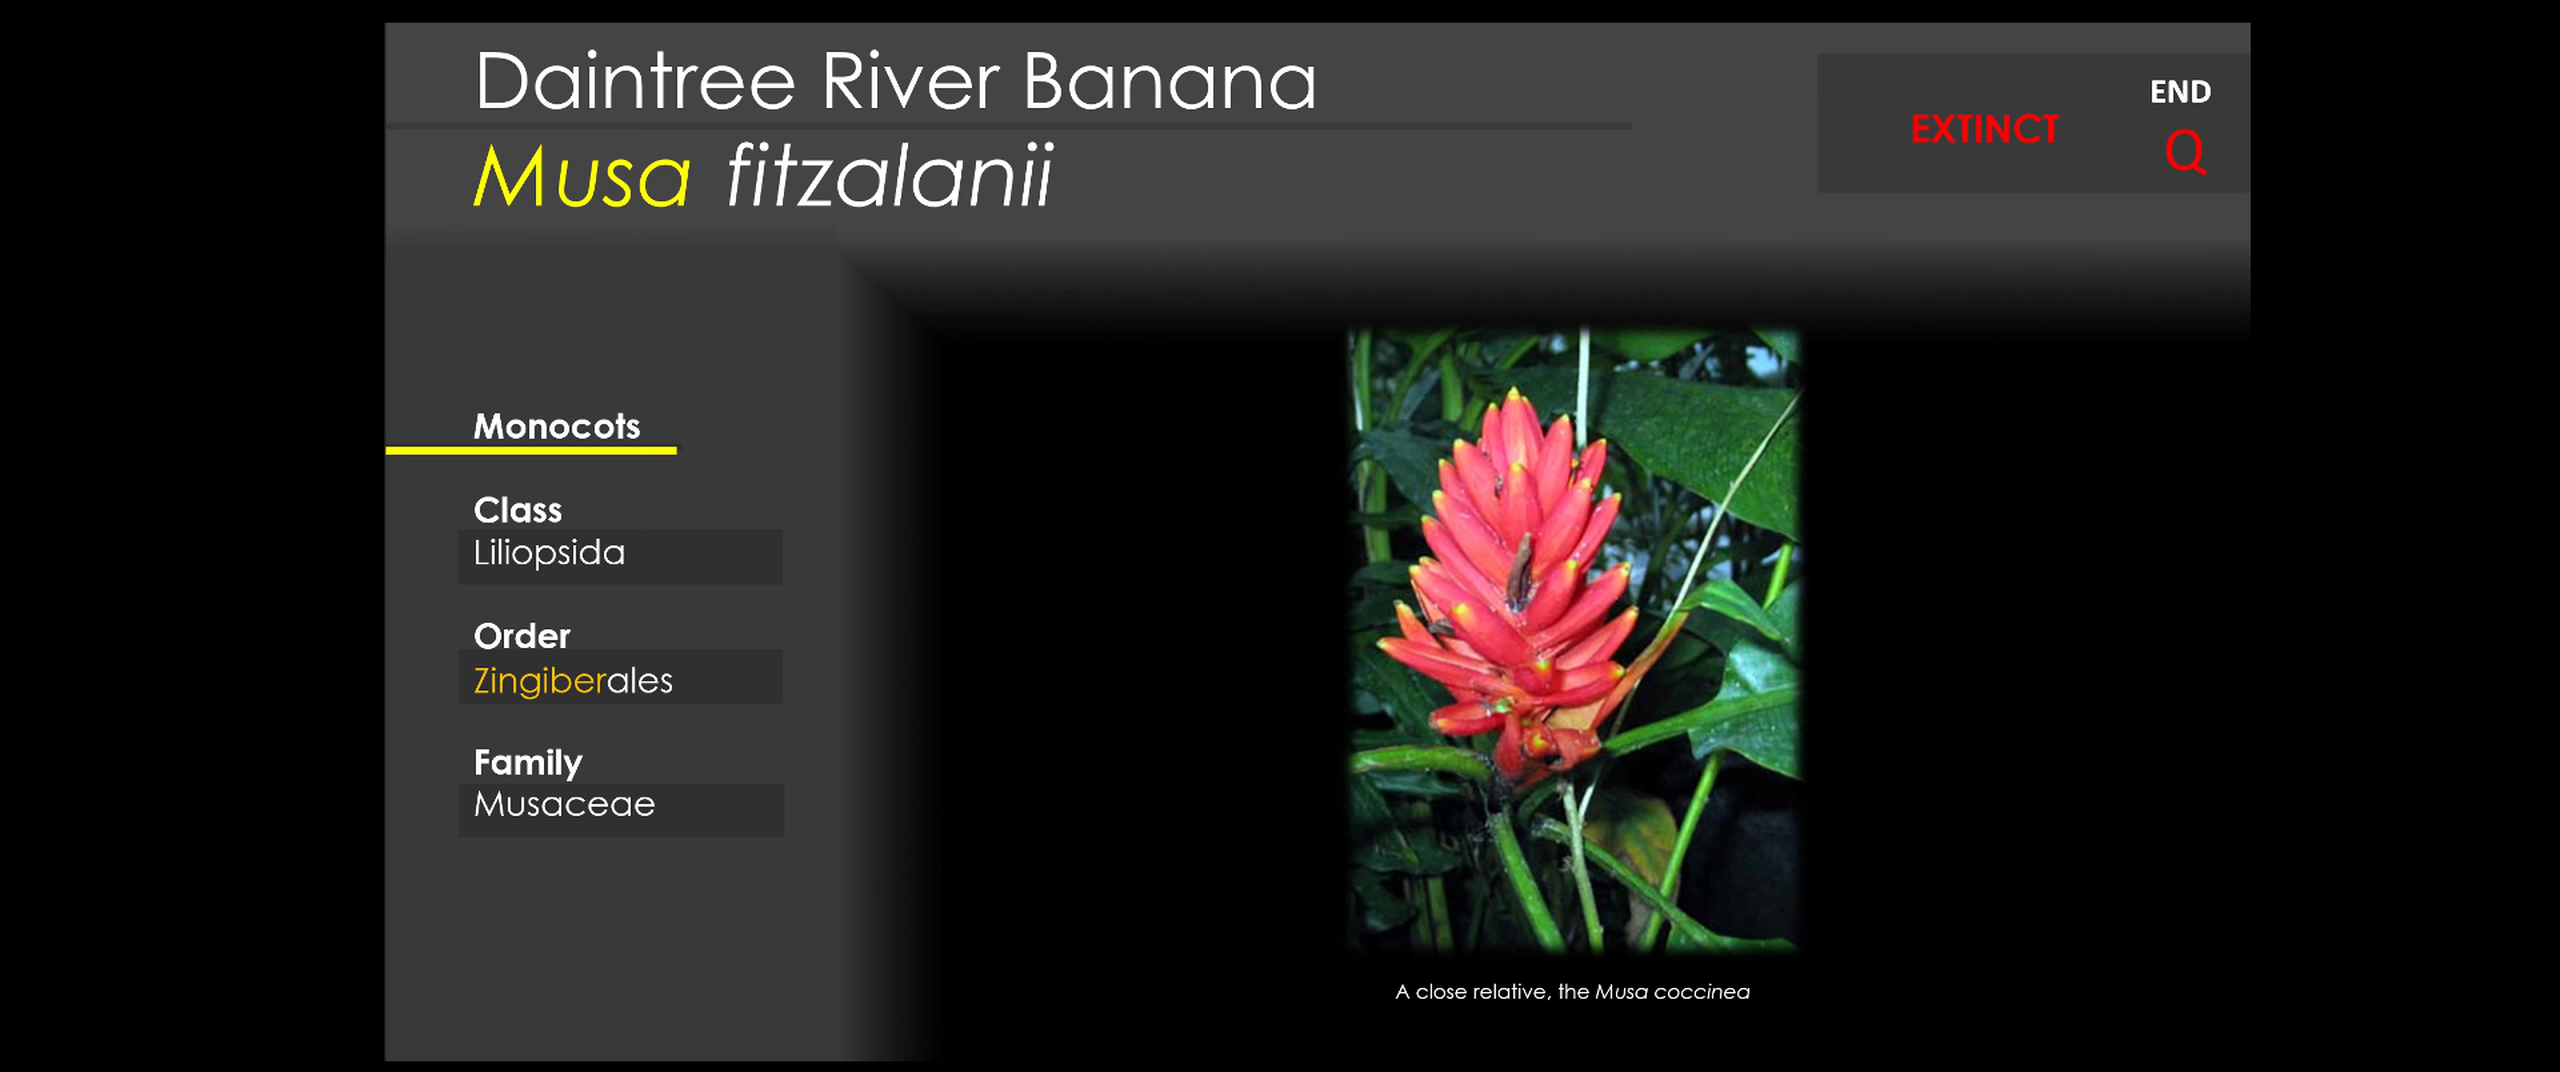 Daintree River Banana
Musa fitzalanii
EXTINCT
END
Q
Monocots
Class
Liliopsida
Order
Zingiberales
Family
Musaceae
A close relative, the Musa coccinea